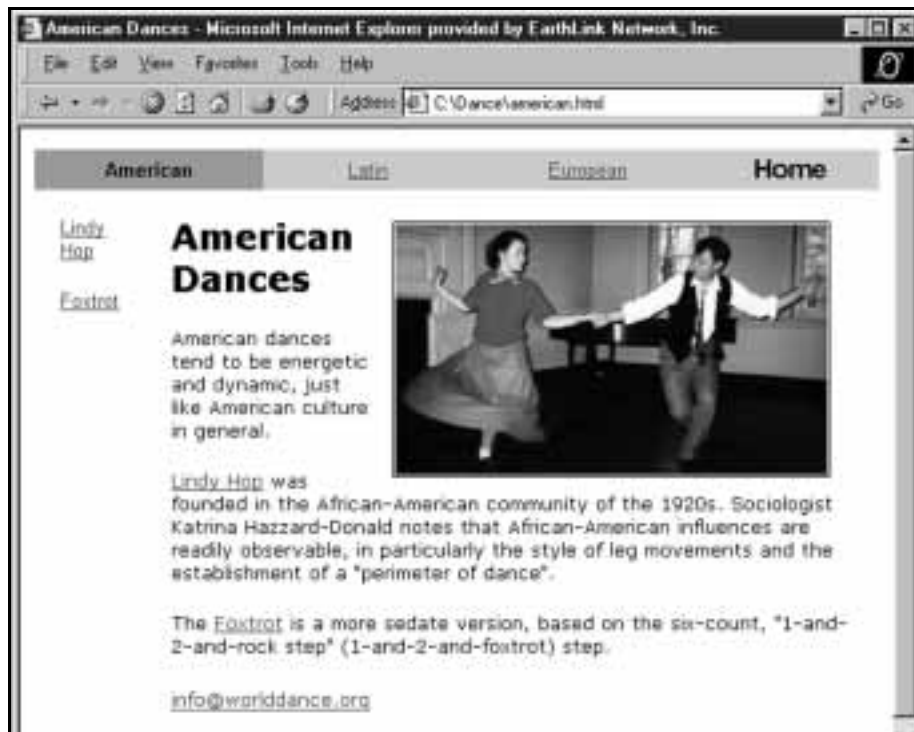 American Dances - Microsoft Internet Explorer provided by EarthLink Network, Inc.
File Edit View Favorites Tools Help
Address C:\Dance\american.html Go
American Latin European Home
Lindy
Hop
Foxtrot
American
Dances
American dances
tend to be energetic
and dynamic, just
like American culture
in general.
Lindy Hop was
founded in the African-American community of the 1920s. Sociologist
Katrina Hazzard-Donald notes that African-American influences are
readily observable, in particularly the style of leg movements and the
establishment of a "perimeter of dance".
The Foxtrot is a more sedate version, based on the six-count, "1-and-
2-and-rock step" (1-and-2-and-foxtrot) step.
info@worlddance.org